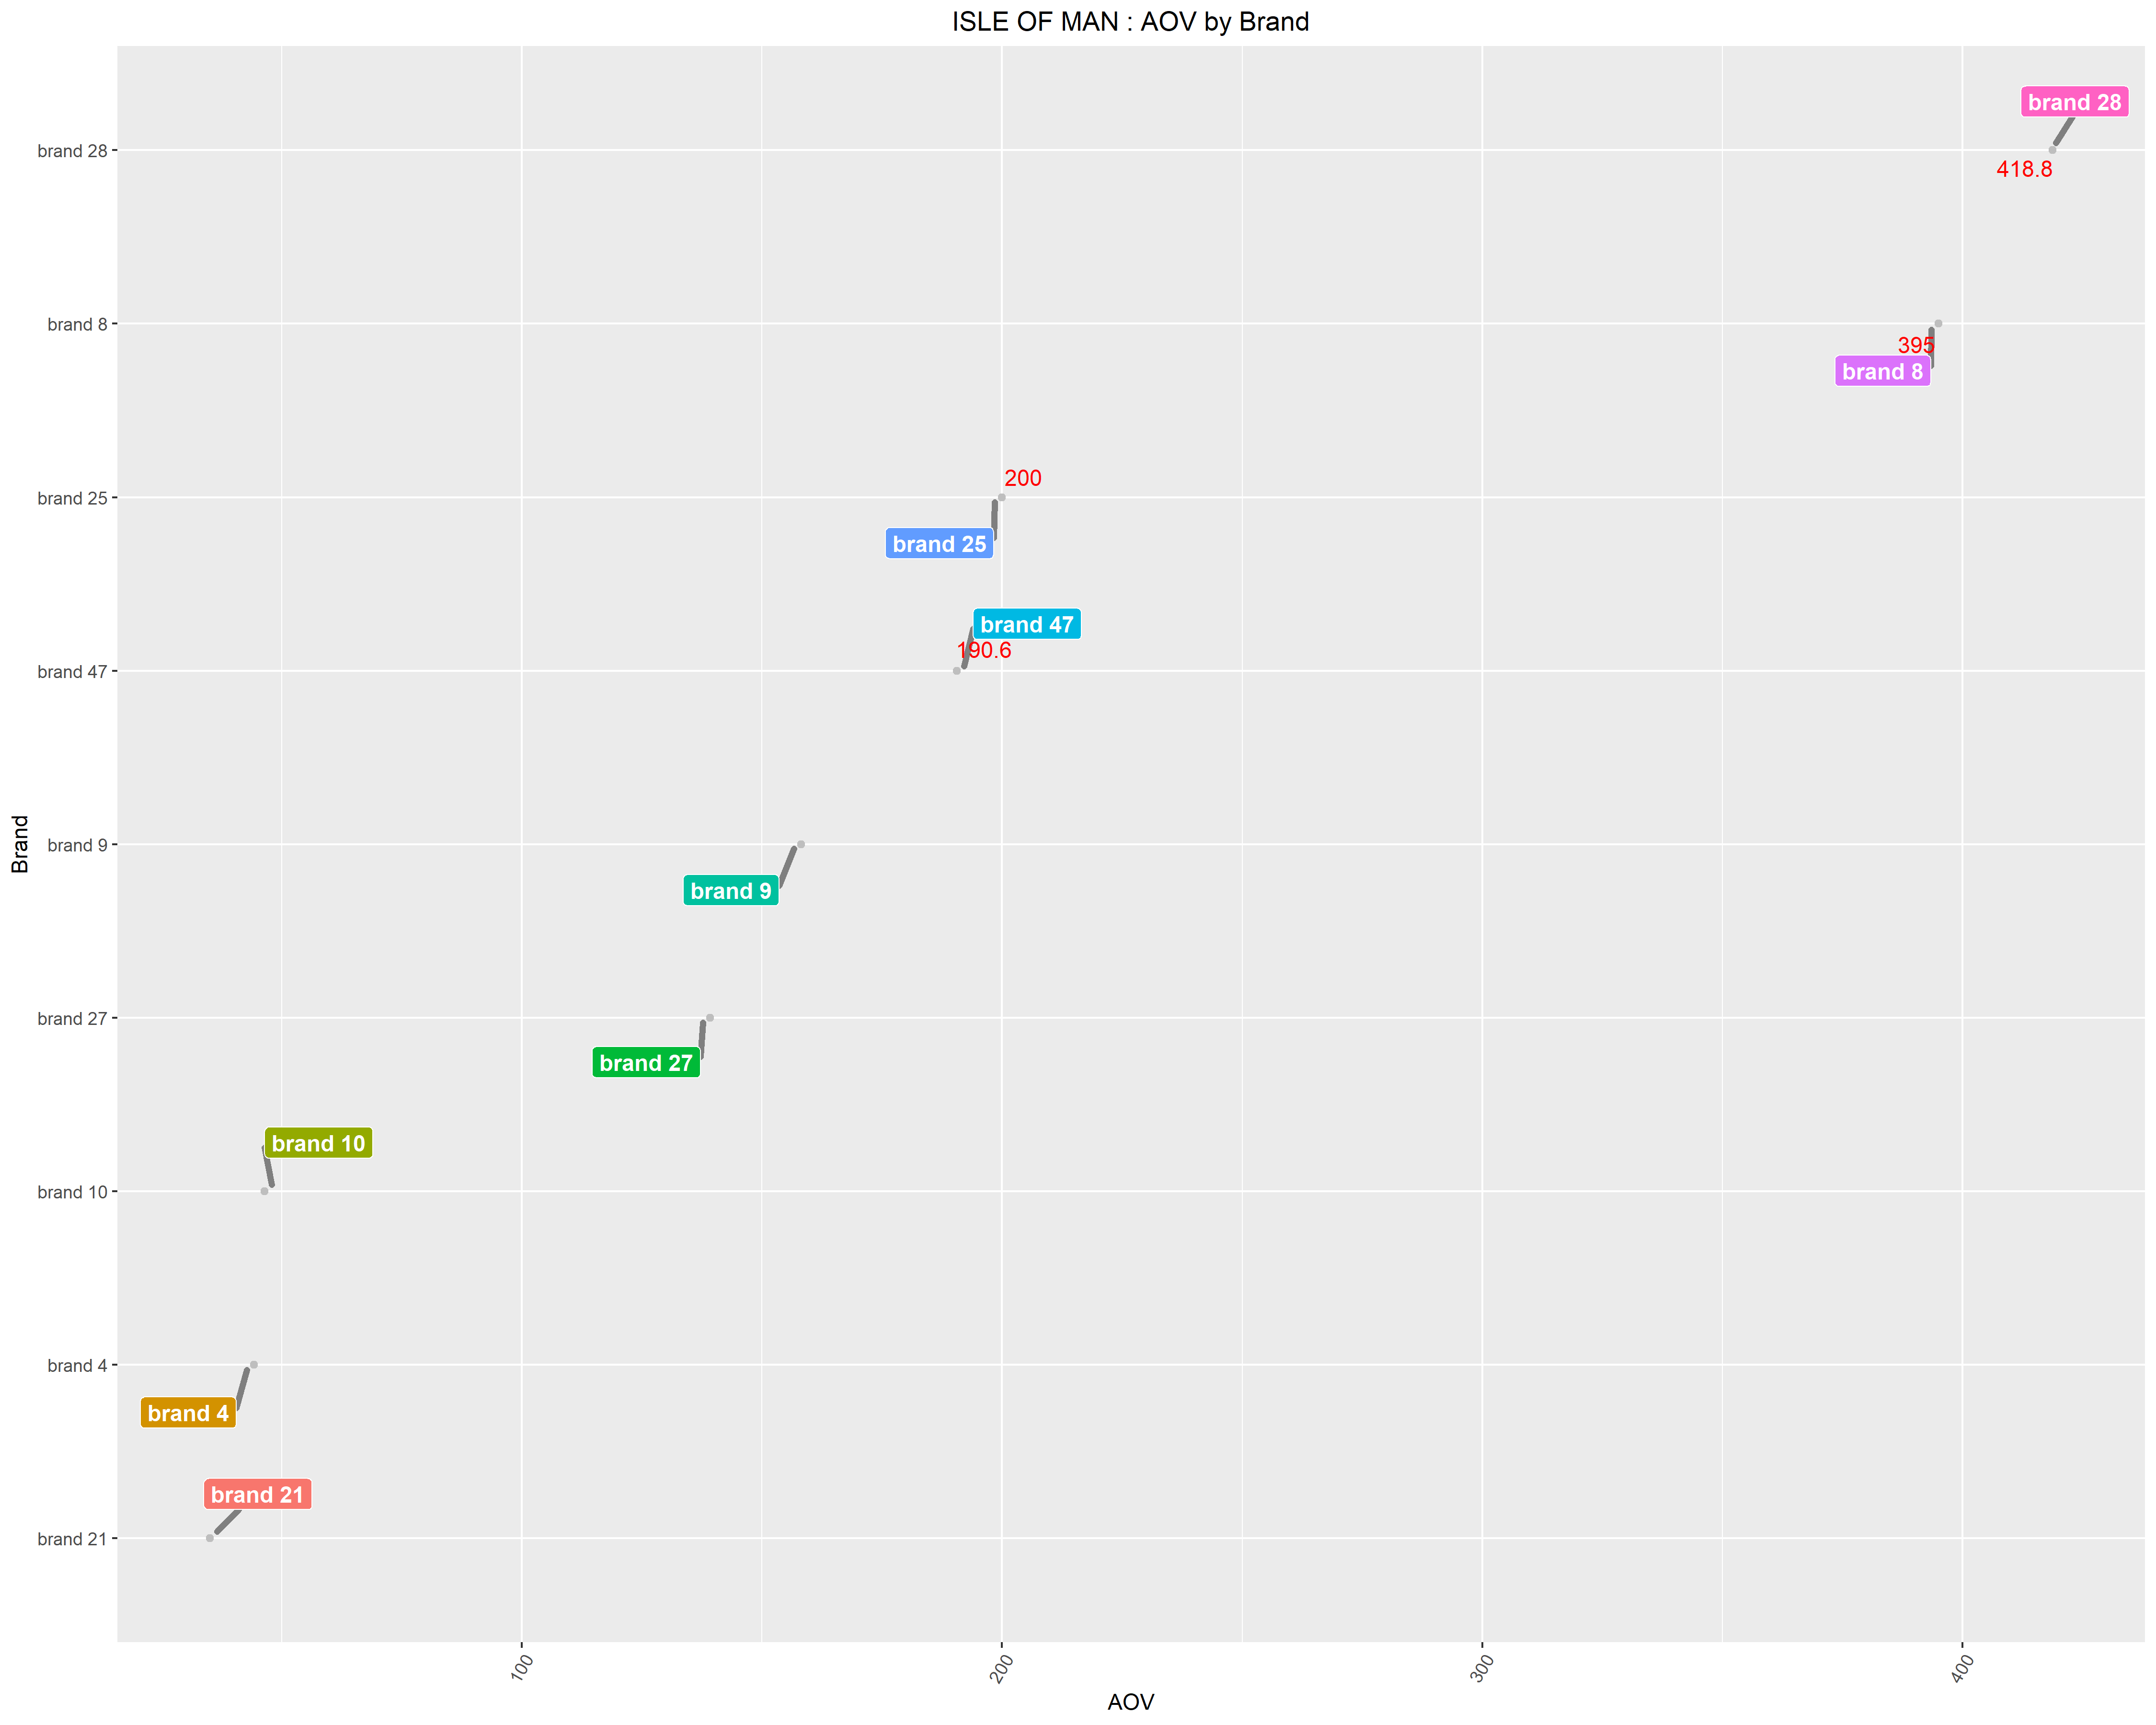 ISLE OF MAN : AOV by Brand
brand 28
brand 28
418.8
brand 8
395
brand 8
200
brand 25
brand 25
brand 47
190.6
brand 47
brand 9
brand 9
brand 27
brand 27
brand 10
brand 10
brand 4
brand 4
brand 21
brand 21
Brand
100
200
300
400
AOV